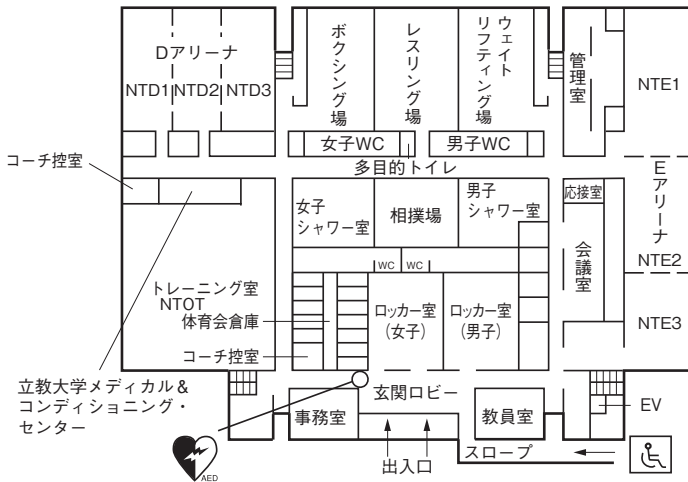 Dアリーナ
NTD1
NTD2
NTD3
ボクシング場
レスリング場
ウェイト
リフティング場
管理室
NTE1
女子WC
男子WC
多目的トイレ
コーチ控室
Eアリーナ
女子
シャワー室
相撲場
男子
シャワー室
応接室
会議室
NTE2
WC
WC
トレーニング室
NTOT
体育会倉庫
ロッカー室
(女子)
ロッカー室
(男子)
NTE3
コーチ控室
立教大学メディカル&
コンディショニング・
センター
玄関ロビー
事務室
教員室
EV
出入口
スロープ
AED